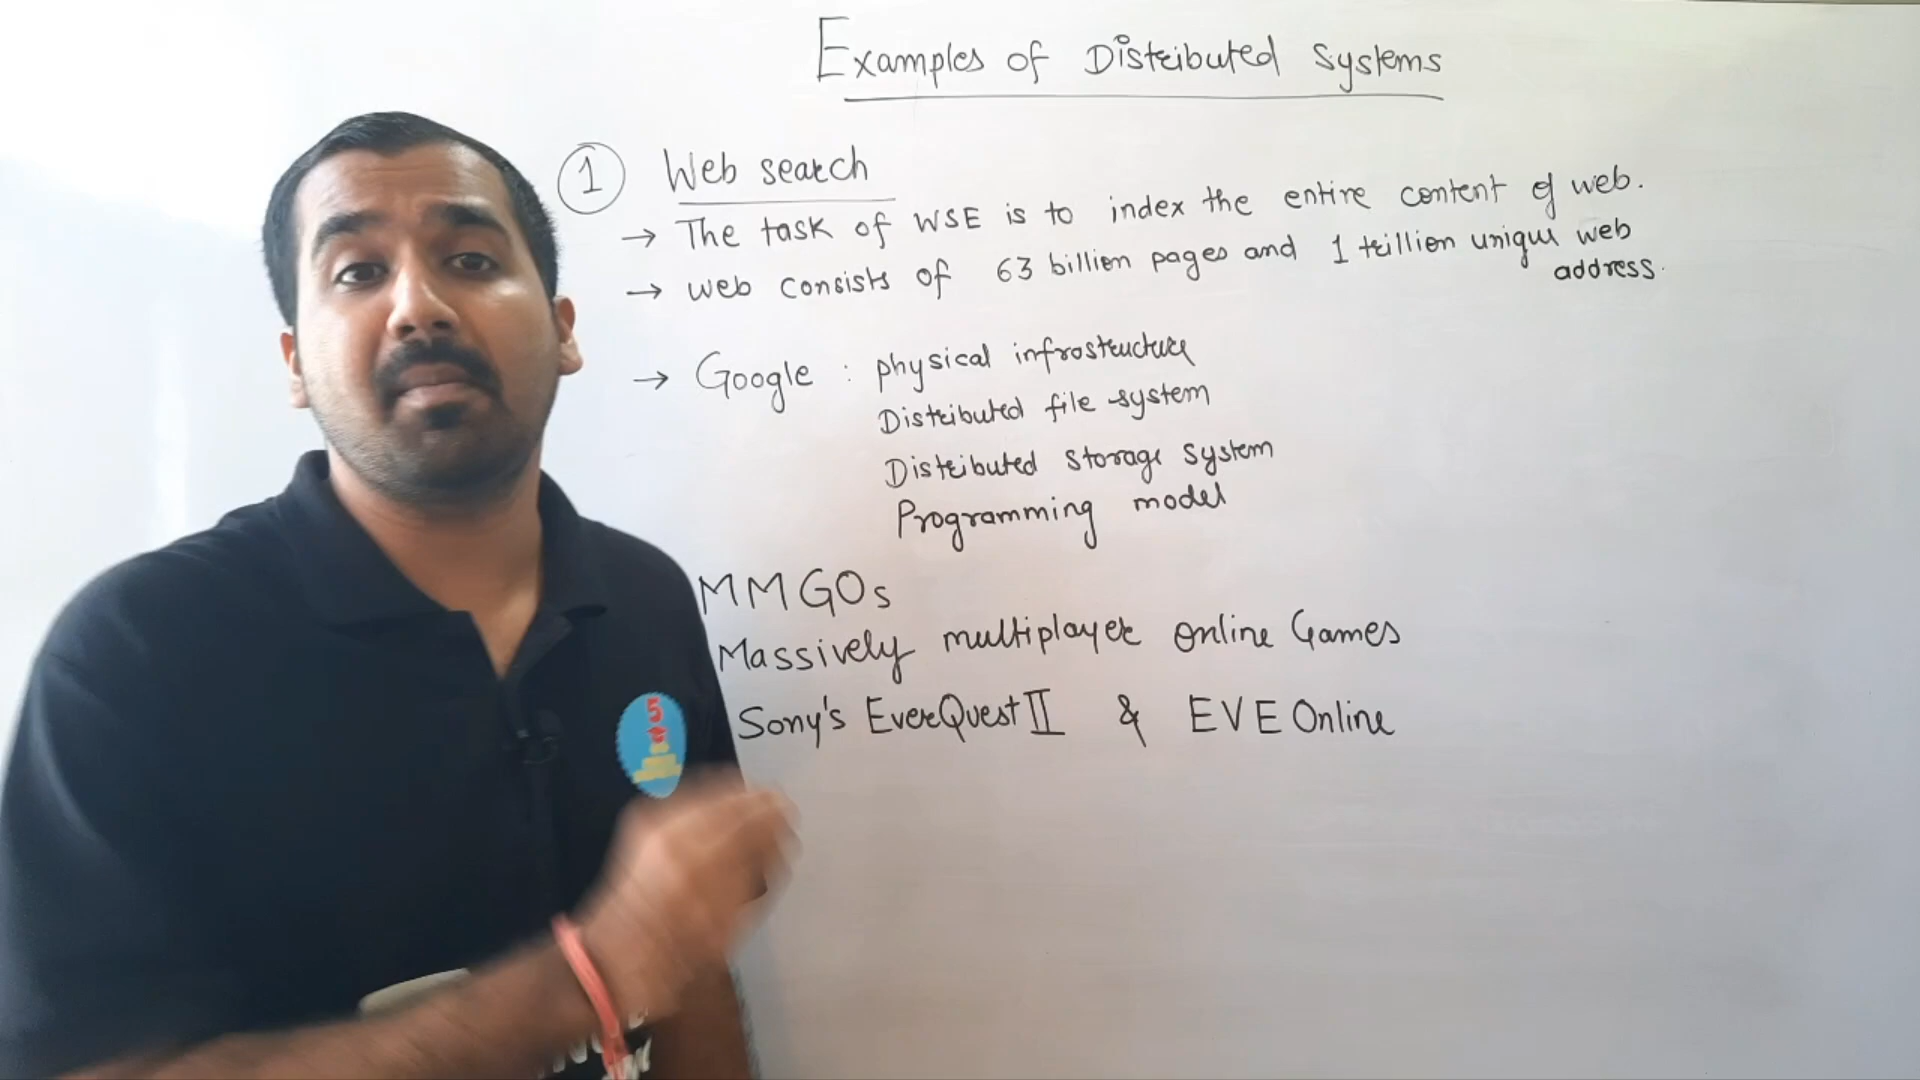 Examples of Distributed Systems
1 Web search
→ The task of WSE is to index the entire content of web.
→ web consists of 63 billion pages and 1 trillion unique web
address.
→ Google : physical infrostructure
Distributed file system
Distributed storage system
Programming model
MMGOs
Massively multiplayer online Games
Sony's EverQuest II & EVE Online
5